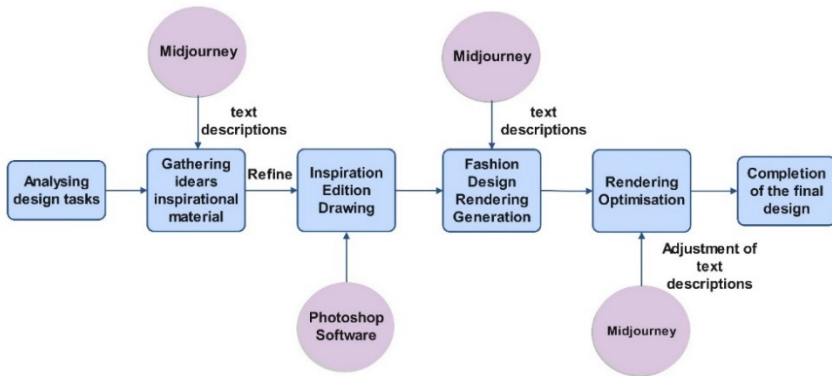 Midjourney
Midjourney
text
descriptions
text
descriptions
Analysing
design tasks
Gathering
idears
inspirational
material
Refine
Inspiration
Edition
Drawing
Fashion
Design
Rendering
Generation
Rendering
Optimisation
Completion
of the final
design
Adjustment of
text
descriptions
Photoshop
Software
Midjourney